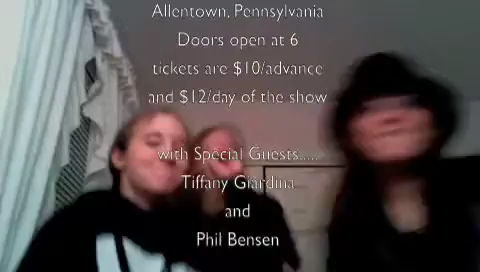 Allentown, Pennsylvania
Doors open at 6
tickets are $10/advance
and $12/day of the show
with Special Guests.....
Tiffany Giardina
and
Phil Bensen